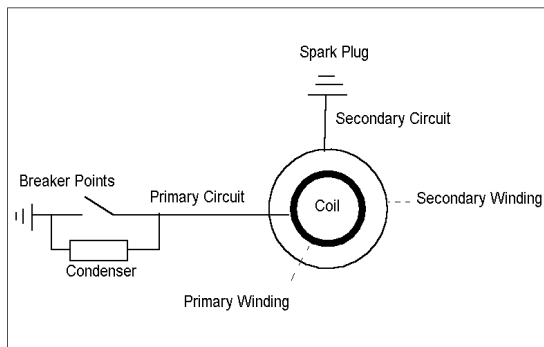 Spark Plug
Secondary Circuit
Breaker Points
Primary Circuit
Coil
Secondary Winding
Condenser
Primary Winding